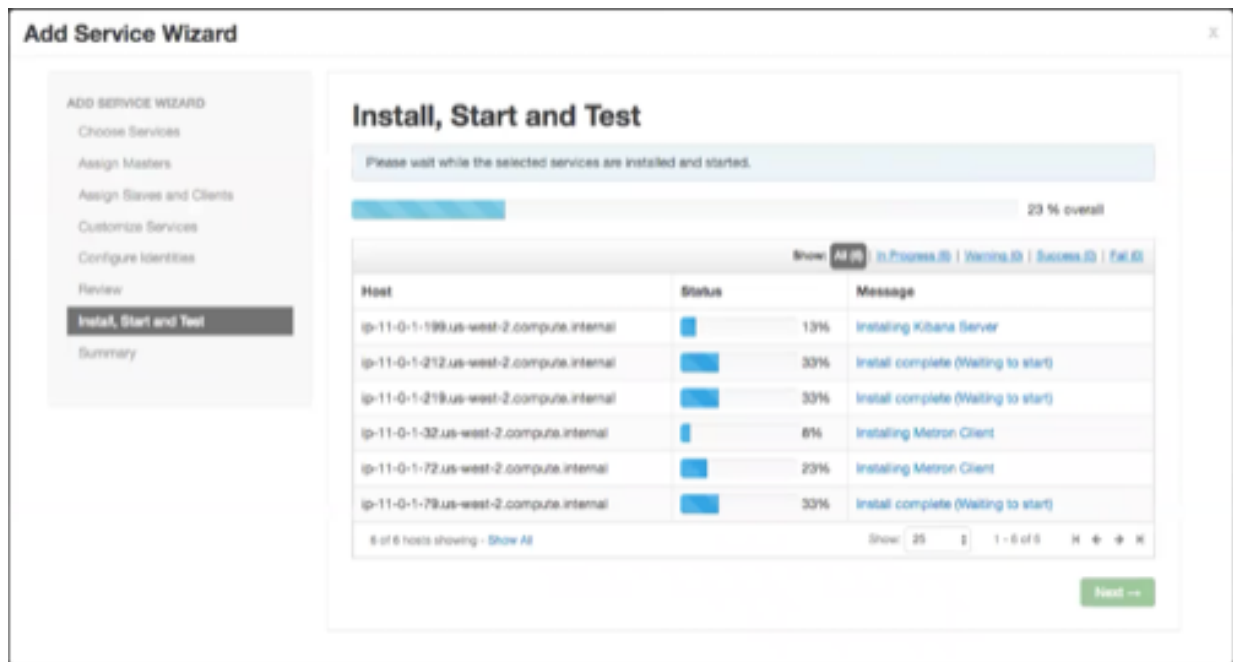 Add Service Wizard
x
ADD SERVICE WIZARD
Choose Services
Assign Masters
Assign Slaves and Clients
Customize Services
Configure Identities
Review
Install, Start and Test
Summary
Install, Start and Test
Please wait while the selected services are installed and started.
23 % overall
Show: All (6) | In Progress (6) | Warning (0) | Success (0) | Fail (0)
Host Status Message
ip-11-0-1-199.us-west-2.compute.internal 13% Installing Kibana Server
ip-11-0-1-212.us-west-2.compute.internal 33% Install complete (Waiting to start)
ip-11-0-1-219.us-west-2.compute.internal 33% Install complete (Waiting to start)
ip-11-0-1-32.us-west-2.compute.internal 8% Installing Metron Client
ip-11-0-1-72.us-west-2.compute.internal 23% Installing Metron Client
ip-11-0-1-79.us-west-2.compute.internal 33% Install complete (Waiting to start)
6 of 6 hosts showing - Show All Show: 25 1 - 6 of 6
Next →